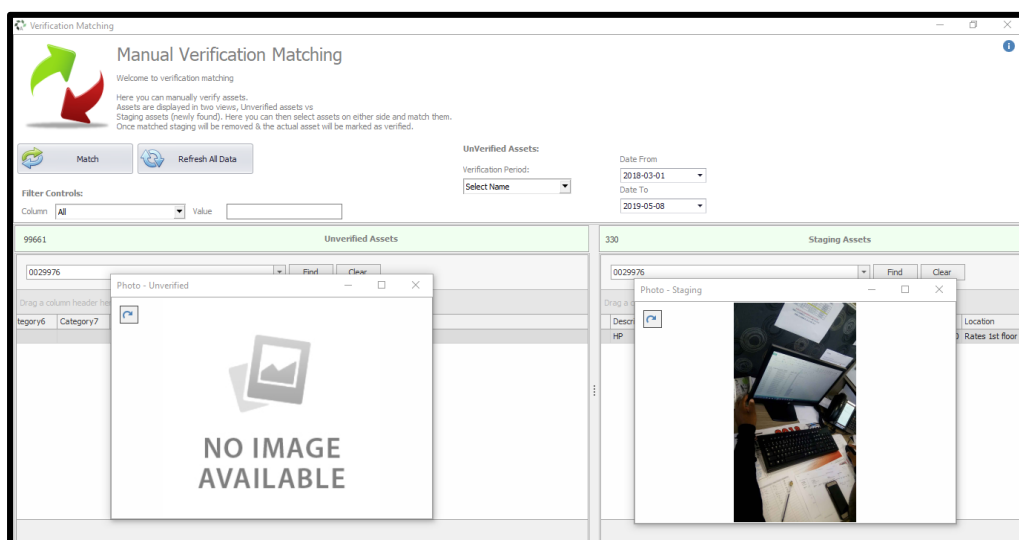 Verification Matching
Manual Verification Matching
Welcome to verification matching
Here you can manually verify assets.
Assets are displayed in two views, Unverified assets vs
Staging assets (newly found). Here you can then select assets on either side and match them.
Once matched staging will be removed & the actual asset will be marked as verified.
Match
Refresh All Data
UnVerified Assets:
Verification Period:
Select Name
Date From
2018-03-01
Date To
2019-05-08
Filter Controls:
Column All Value
99661 Unverified Assets
330 Staging Assets
0029976 Find Clear
0029976 Find Clear
Photo - Unverified
Photo - Staging
Drag a column header
Drag a
tegory6 Category7
Descri
Location
HP
Rates 1st floor
NO IMAGE
AVAILABLE